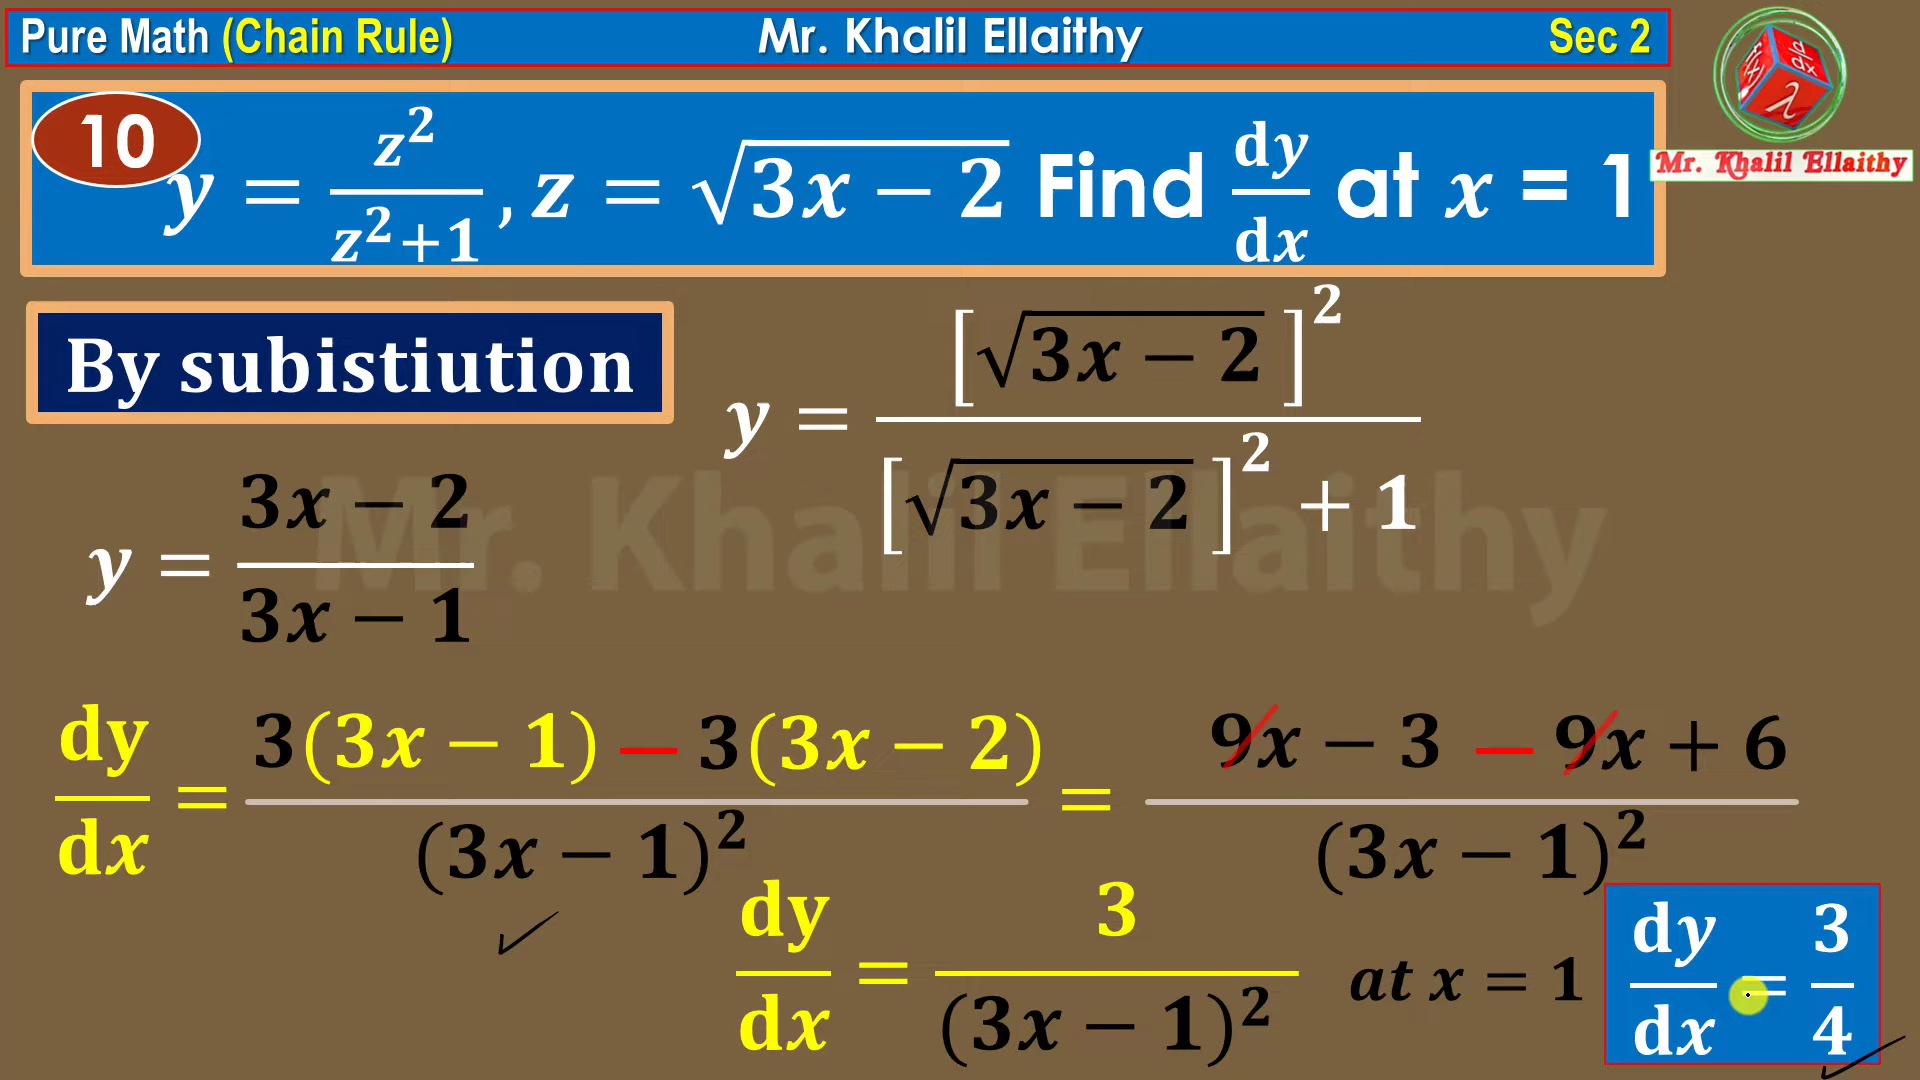 Pure Math (Chain Rule) Mr. Khalil Ellaithy Sec 2
Mr. Khalil Ellaithy
10
y = z²/(z²+1) , z = √(3x − 2) Find dy/dx at x = 1
By subistiution
y = [√(3x − 2)]² / ([√(3x − 2)]² + 1)
Mr. Khalil Ellaithy
y = (3x − 2)/(3x − 1)
dy/dx = (3(3x − 1) − 3(3x − 2))/(3x − 1)² = (9x − 3 − 9x + 6)/(3x − 1)²
dy/dx = 3/(3x − 1)² at x = 1 dy/dx = 3/4